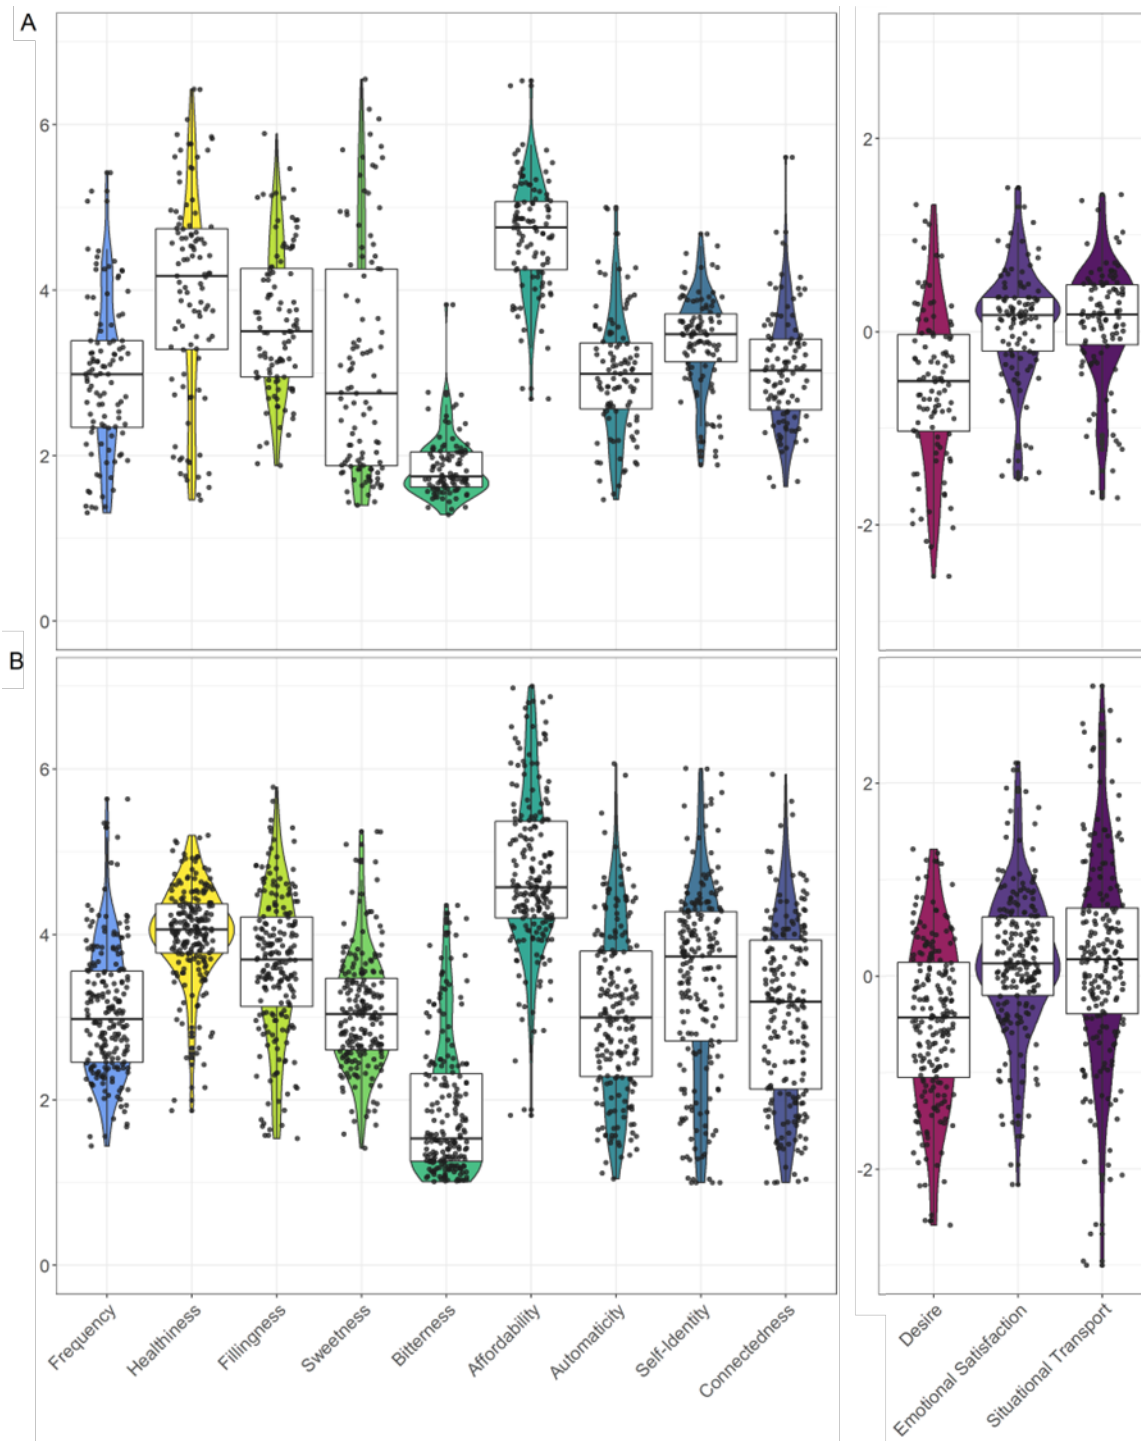 A
6
4
2
0
2
0
-2
B
6
4
2
0
2
0
-2
Frequency
Healthiness
Fillingness
Sweetness
Bitterness
Affordability
Automaticity
Self-Identity
Connectedness
Desire
Emotional Satisfaction
Situational Transport